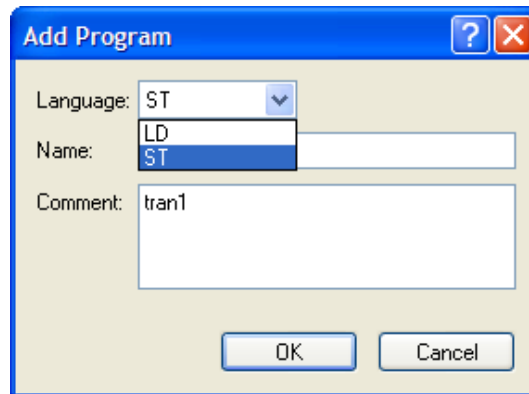 Add Program
Language: ST
LD
Name: ST
Comment: tran1
OK Cancel